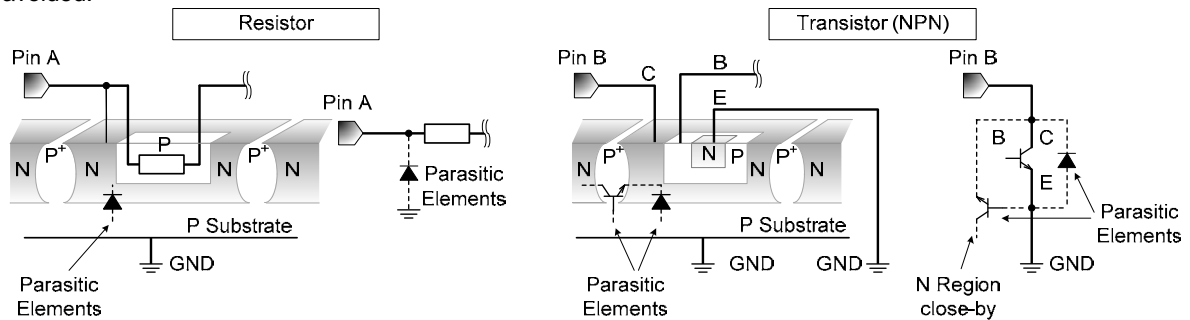 Resistor
Pin A
N
P+
N
P
P+
N
N
P Substrate
GND
Parasitic
Elements
Pin A
Parasitic
Elements
Transistor (NPN)
Pin B
C
B
E
N
P+
N
N
P
P+
N
N
P Substrate
GND
GND
Parasitic
Elements
Pin B
B
C
E
Parasitic
Elements
GND
N Region
close-by